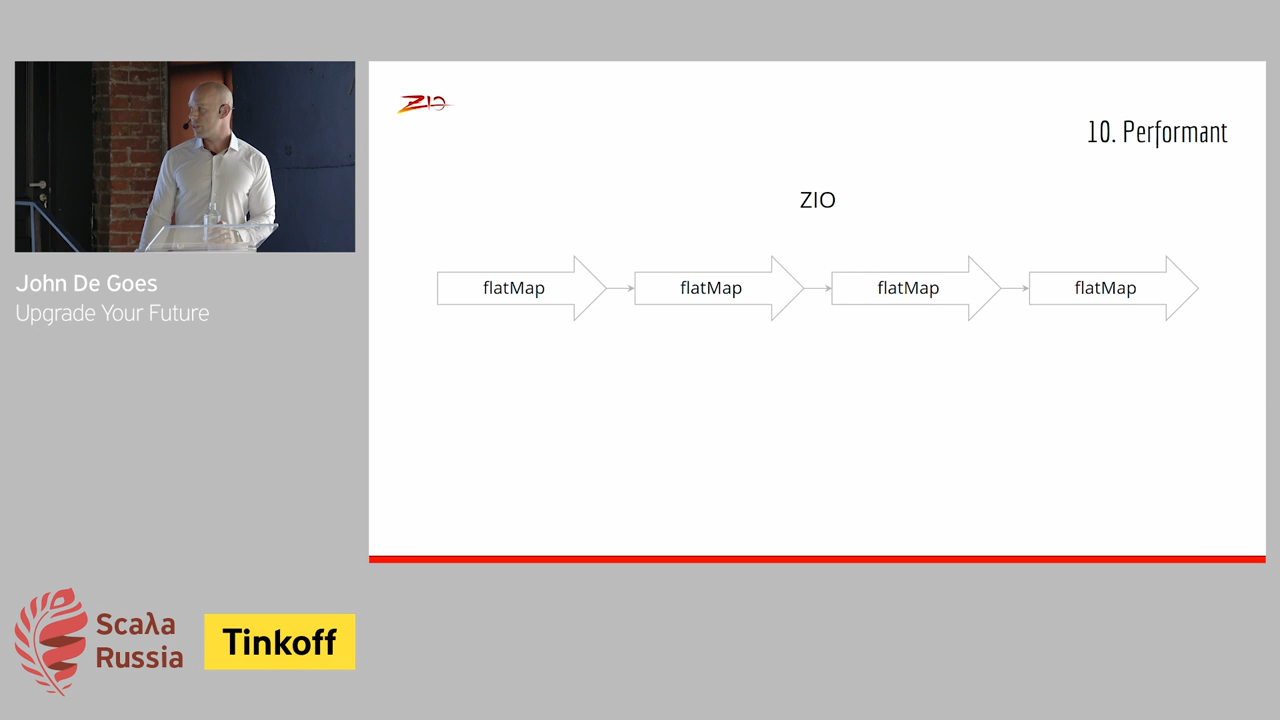 John De Goes
Upgrade Your Future
Scaλa
Russia
Tinkoff
ZIO
10. Performant
ZIO
flatMap
flatMap
flatMap
flatMap